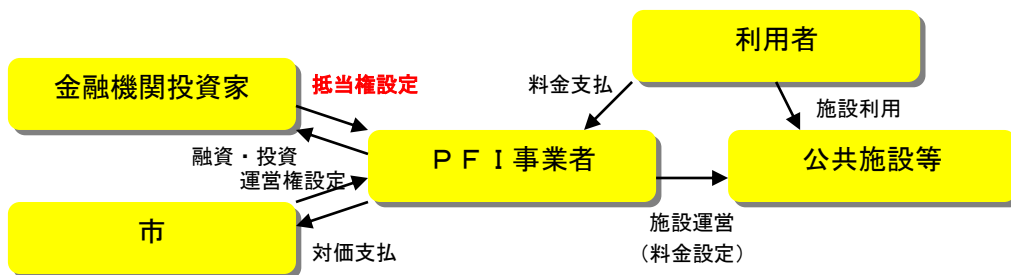 利用者
金融機関投資家
抵当権設定
料金支払
施設利用
ＰＦＩ事業者
公共施設等
融資・投資
運営権設定
市
対価支払
施設運営
（料金設定）